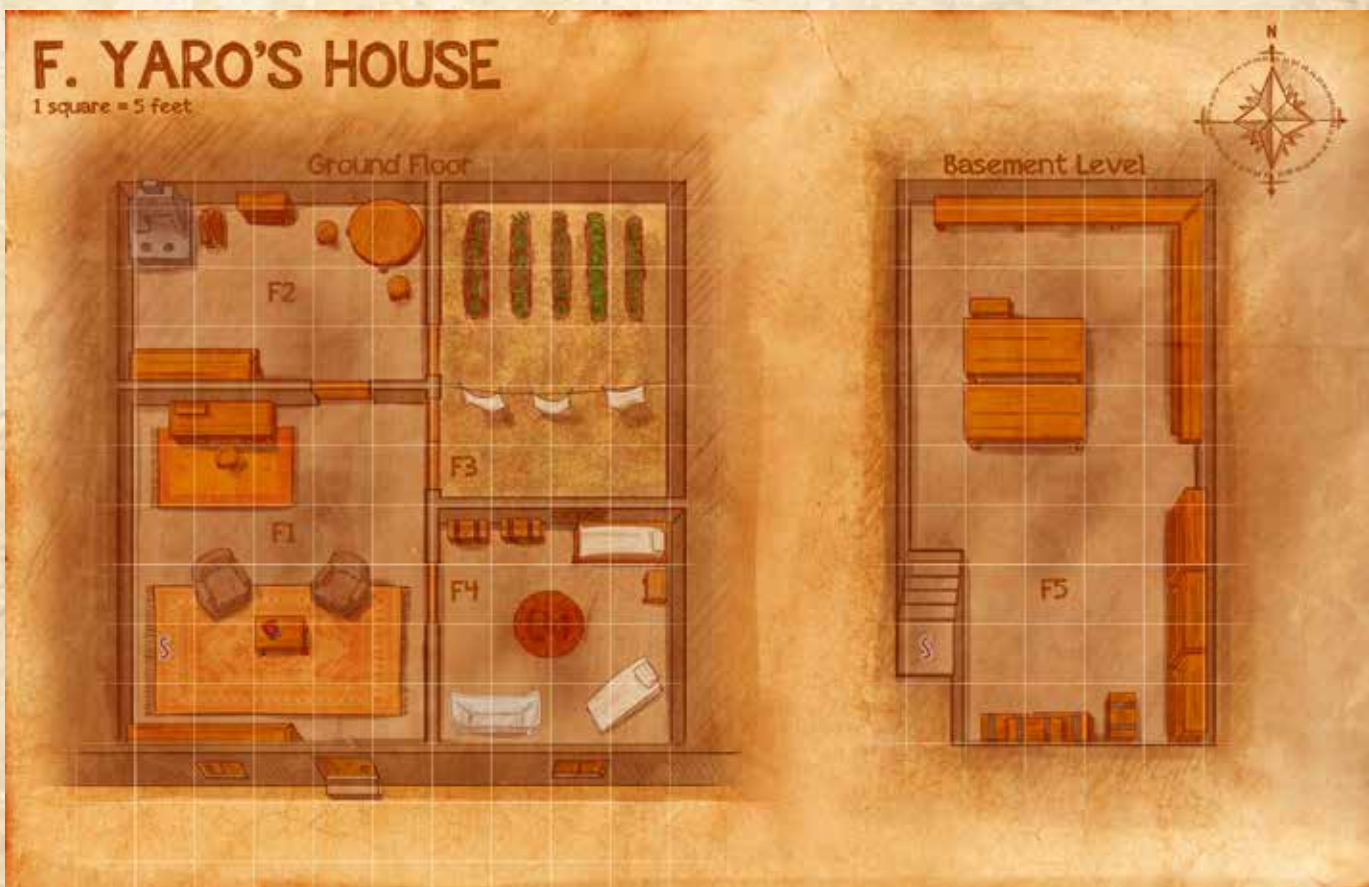 F. YARO'S HOUSE
1 square = 5 feet
N
Ground Floor
Basement Level
F2
F3
F1
F4
F5
S
S